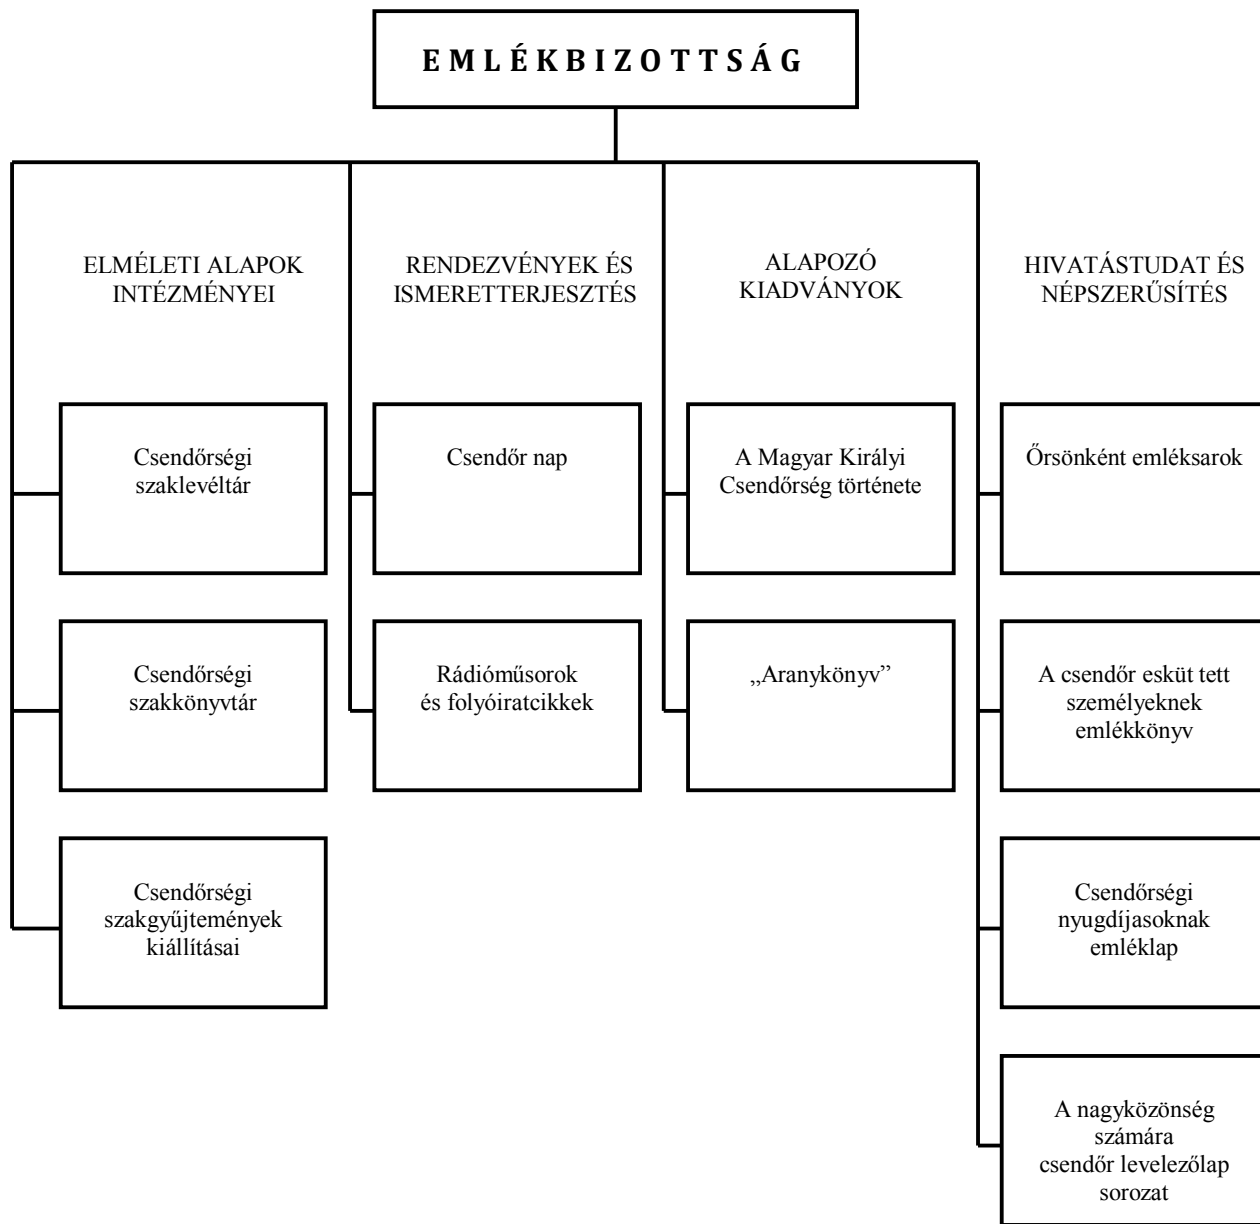 EMLÉKBIZOTTSÁG
ELMÉLETI ALAPOK
INTÉZMÉNYEI
Csendőrségi
szaklevéltár
Csendőrségi
szakkönyvtár
Csendőrségi
szakgyűjtemények
kiállításai
RENDEZVÉNYEK ÉS
ISMERETTERJESZTÉS
Csendőr nap
Rádióműsorok
és folyóiratcikkek
ALAPOZÓ
KIADVÁNYOK
A Magyar Királyi
Csendőrség története
„Aranykönyv”
HIVATÁSTUDAT ÉS
NÉPSZERŰSÍTÉS
Őrsönként emléksarok
A csendőr esküt tett
személyeknek
emlékkönyv
Csendőrségi
nyugdíjasoknak
emléklap
A nagyközönség
számára
csendőr levelezőlap
sorozat